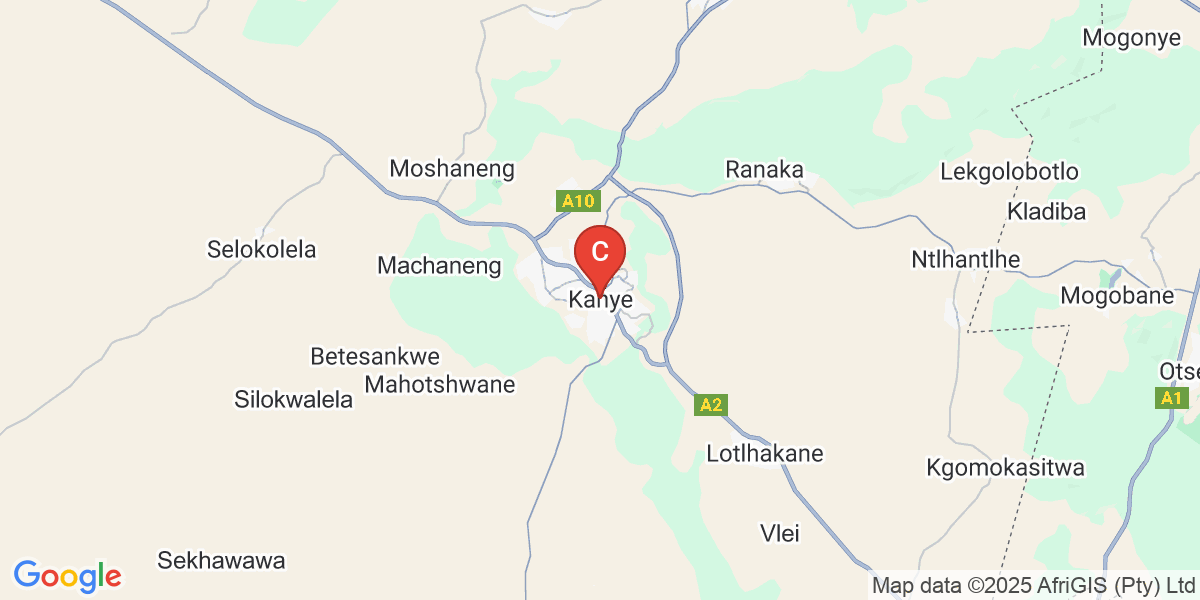 Mogonye
Moshaneng
Ranaka
Lekgolobotlo
A10
Kladiba
Selokolela
C
Machaneng
Ntlhantlhe
Kanye
Mogobane
Betesankwe
Mahotshwane
Otse
Silokwalela
A2
A1
Lotlhakane
Kgomokasitwa
Vlei
Sekhawawa
Google
Map data ©2025 AfriGIS (Pty) Ltd